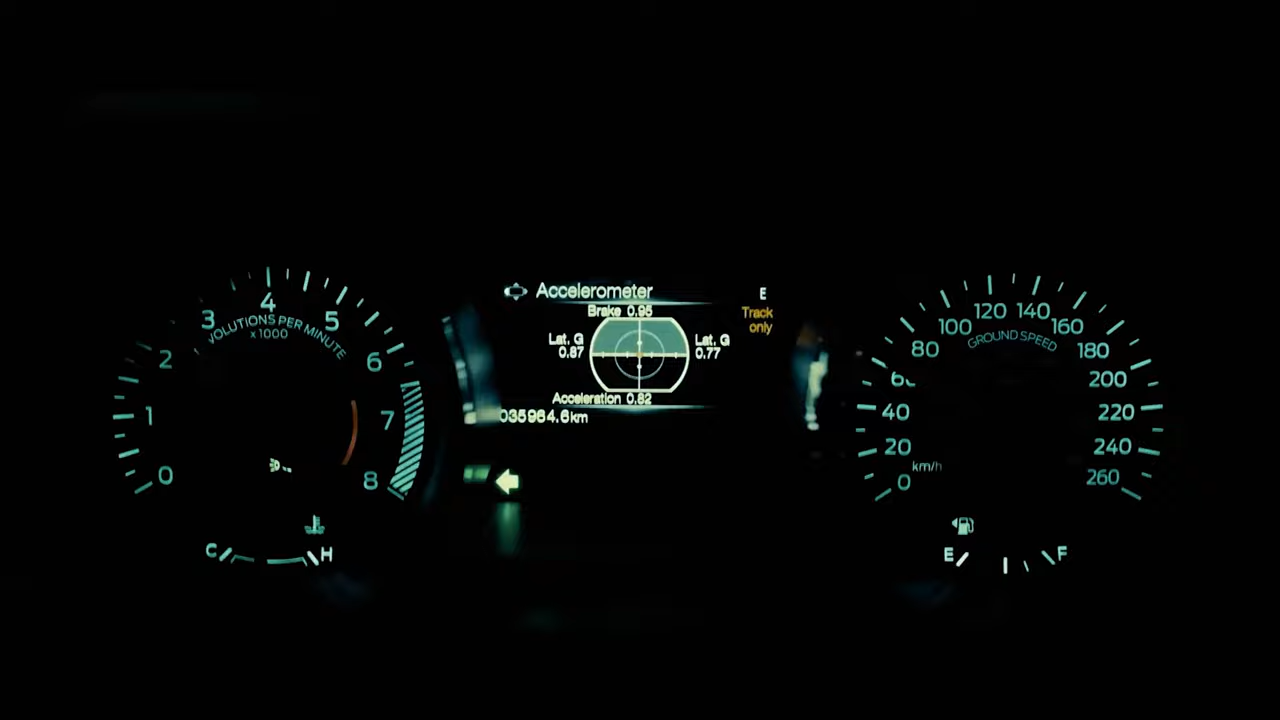 0
1
2
3
4
5
6
7
8
VOLUTIONS PER MINUTE
x1000
C
H
Accelerometer
E
Brake 0.95
Track
only
Lat. G
0.87
Lat. G
0.77
Acceleration 0.82
035964.6km
0
20
40
80
100
120
140
160
180
200
220
240
260
GROUND SPEED
km/h
E
F